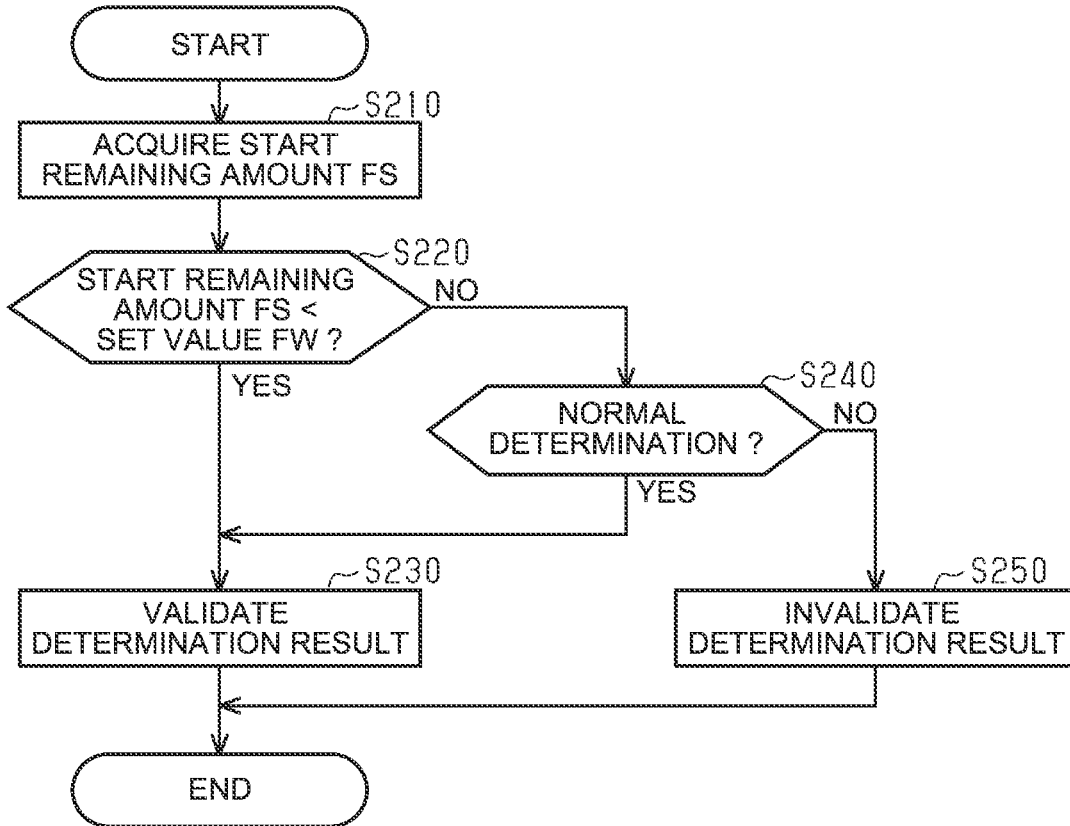 START
S210
ACQUIRE START
REMAINING AMOUNT FS
S220
START REMAINING
AMOUNT FS <
SET VALUE FW ?
NO
YES
S240
NORMAL
DETERMINATION ?
NO
YES
S230
VALIDATE
DETERMINATION RESULT
S250
INVALIDATE
DETERMINATION RESULT
END